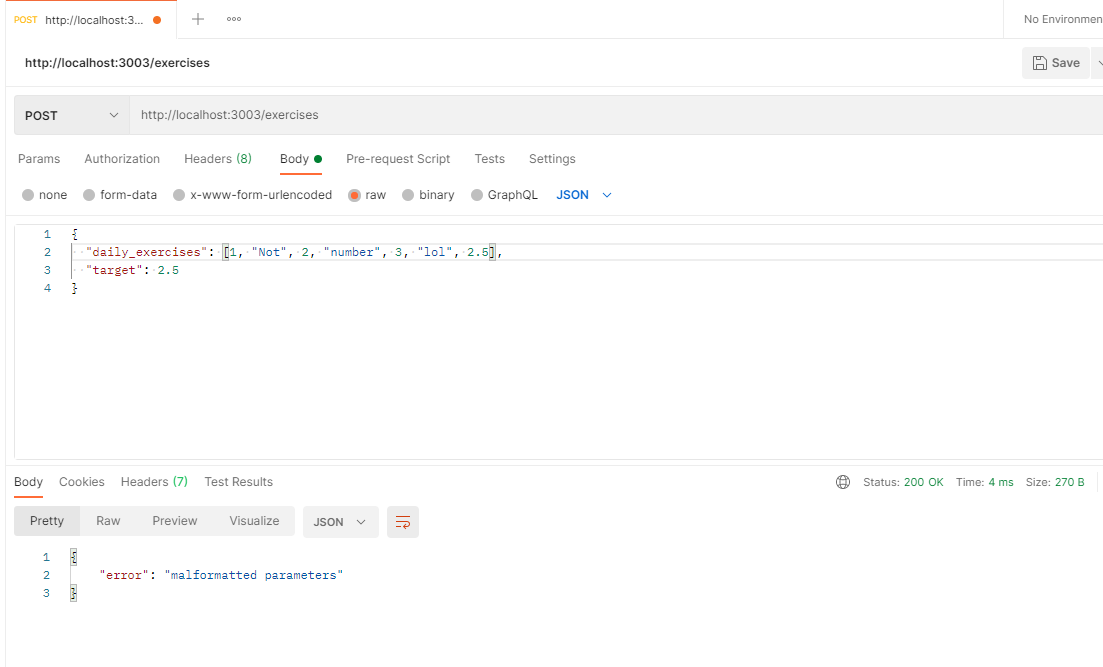 POST http://localhost:3... No Environmen
http://localhost:3003/exercises Save
POST http://localhost:3003/exercises
Params Authorization Headers (8) Body Pre-request Script Tests Settings
none form-data x-www-form-urlencoded raw binary GraphQL JSON
1 {
2 "daily_exercises": [1, "Not", 2, "number", 3, "lol", 2.5],
3 "target": 2.5
4 }
Body Cookies Headers (7) Test Results Status: 200 OK Time: 4 ms Size: 270 B
Pretty Raw Preview Visualize JSON
1 {
2 "error": "malformatted parameters"
3 }